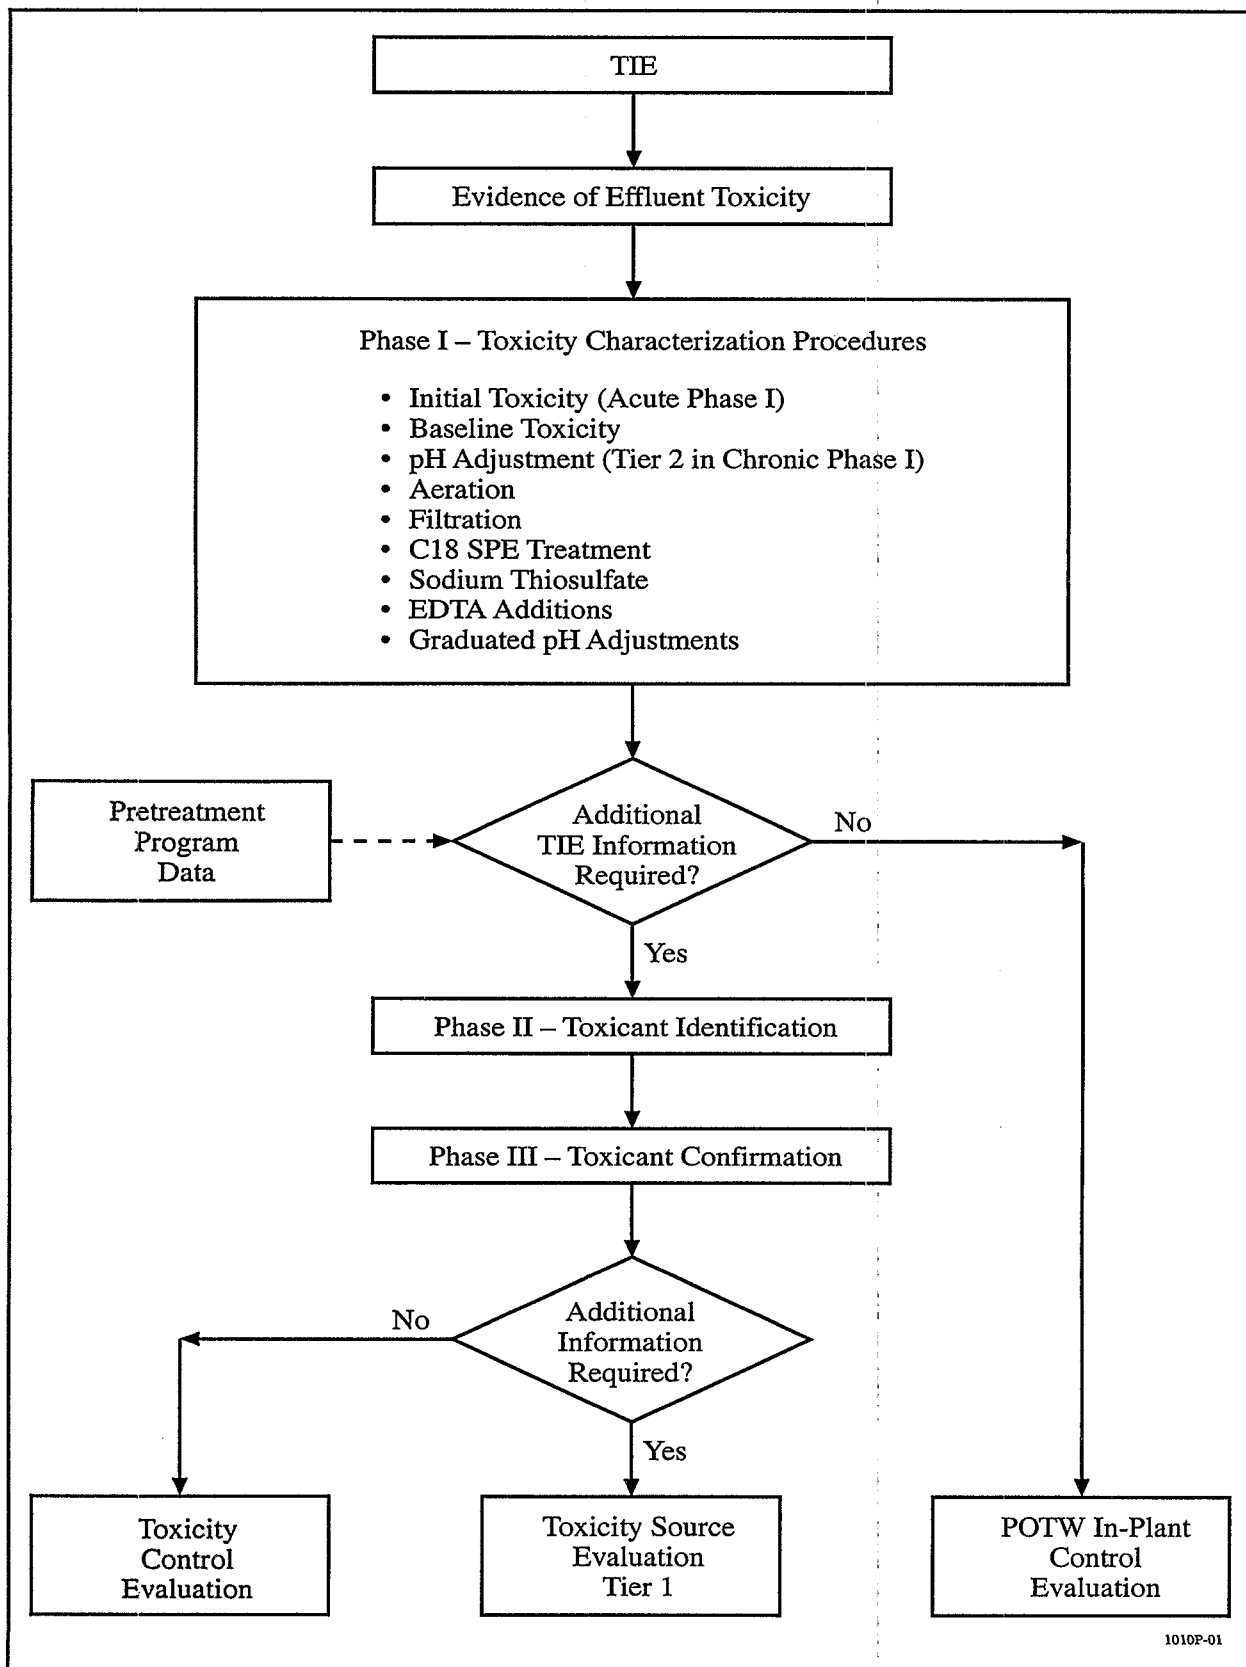 TIE
Evidence of Effluent Toxicity
Phase I – Toxicity Characterization Procedures
• Initial Toxicity (Acute Phase I)
• Baseline Toxicity
• pH Adjustment (Tier 2 in Chronic Phase I)
• Aeration
• Filtration
• C18 SPE Treatment
• Sodium Thiosulfate
• EDTA Additions
• Graduated pH Adjustments
Pretreatment
Program
Data
Additional
TIE Information
Required?
No
Yes
Phase II – Toxicant Identification
Phase III – Toxicant Confirmation
Additional
Information
Required?
No
Yes
Toxicity
Control
Evaluation
Toxicity Source
Evaluation
Tier 1
POTW In-Plant
Control
Evaluation
1010P-01